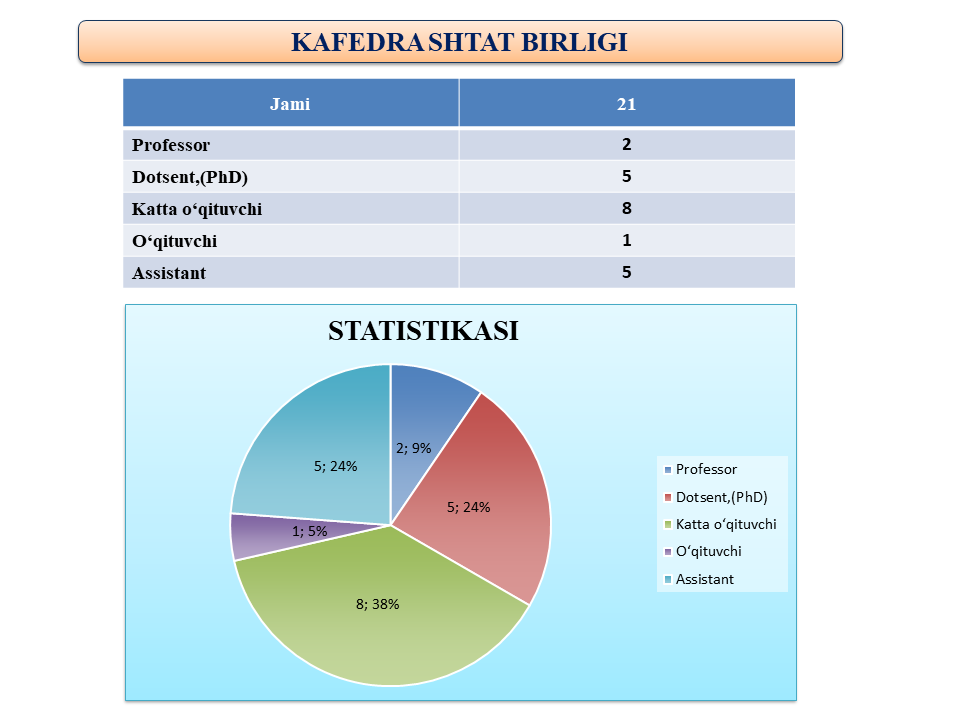 KAFEDRA SHTAT BIRLIGI
Jami 21
Professor 2
Dotsent,(PhD) 5
Katta o‘qituvchi 8
O‘qituvchi 1
Assistant 5
STATISTIKASI
2; 9%
5; 24%
8; 38%
1; 5%
5; 24%
Professor
Dotsent,(PhD)
Katta o‘qituvchi
O‘qituvchi
Assistant